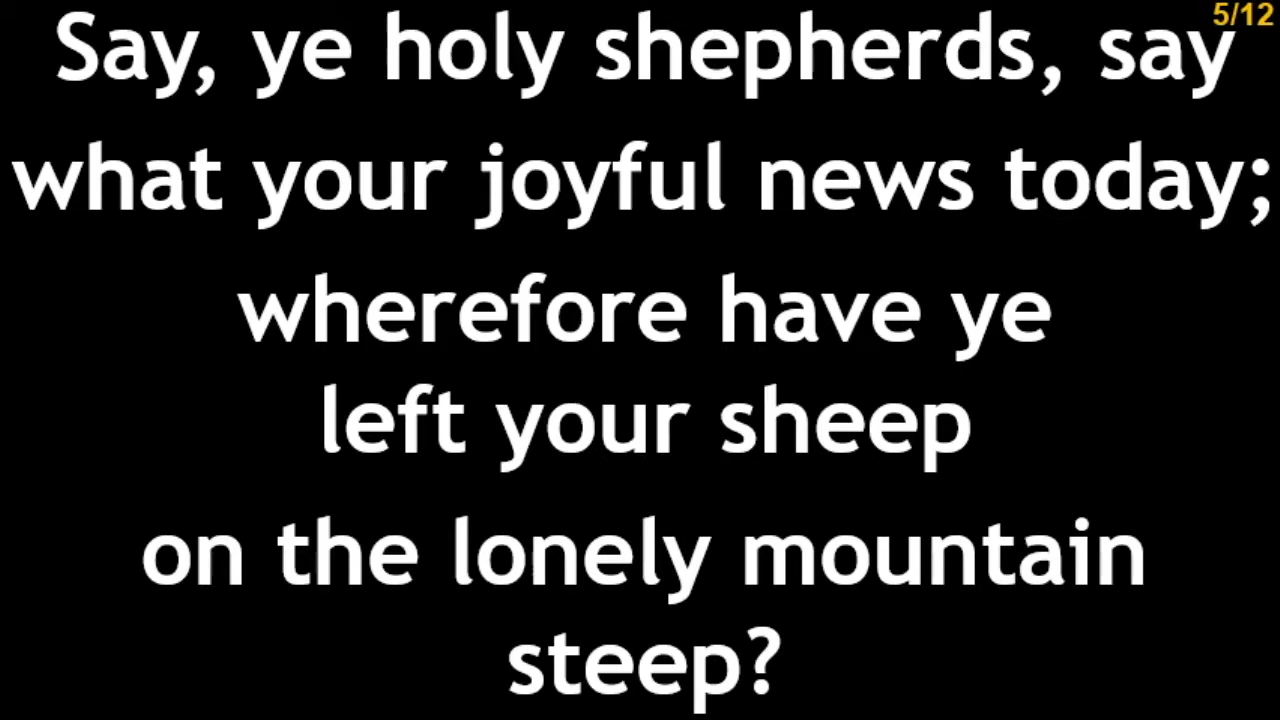 5/12
Say, ye holy shepherds, say
what your joyful news today;
wherefore have ye
left your sheep
on the lonely mountain
steep?